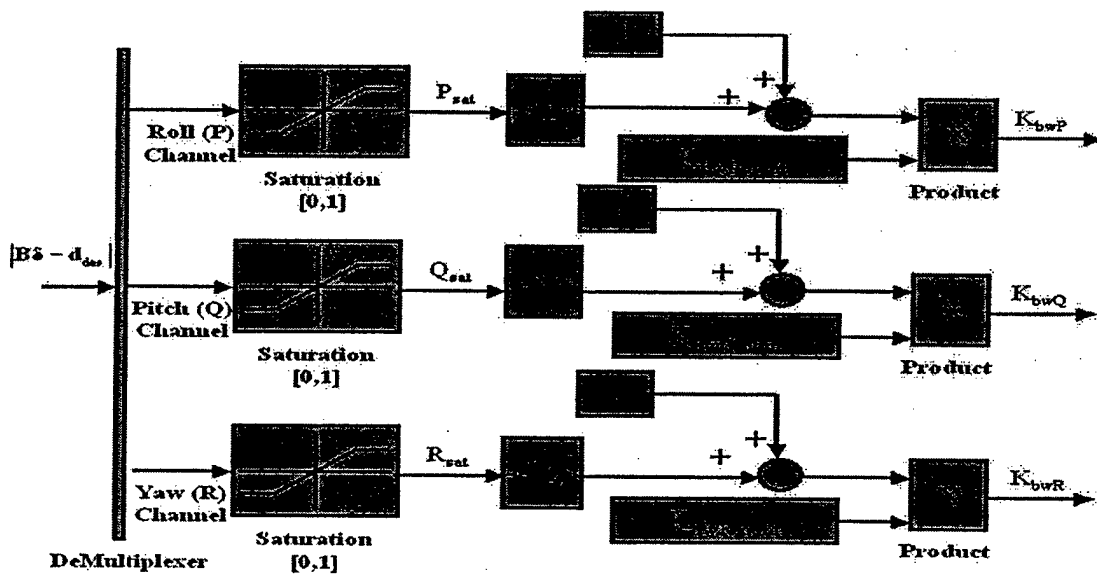 P_sat
+
+
K_bwP
Roll (P)
Channel
Saturation
[0,1]
Product
|Bδ – d_des|
Q_sat
+
+
K_bwQ
Pitch (Q)
Channel
Saturation
[0,1]
Product
R_sat
+
+
K_bwR
Yaw (R)
Channel
Saturation
[0,1]
Product
DeMultiplexer